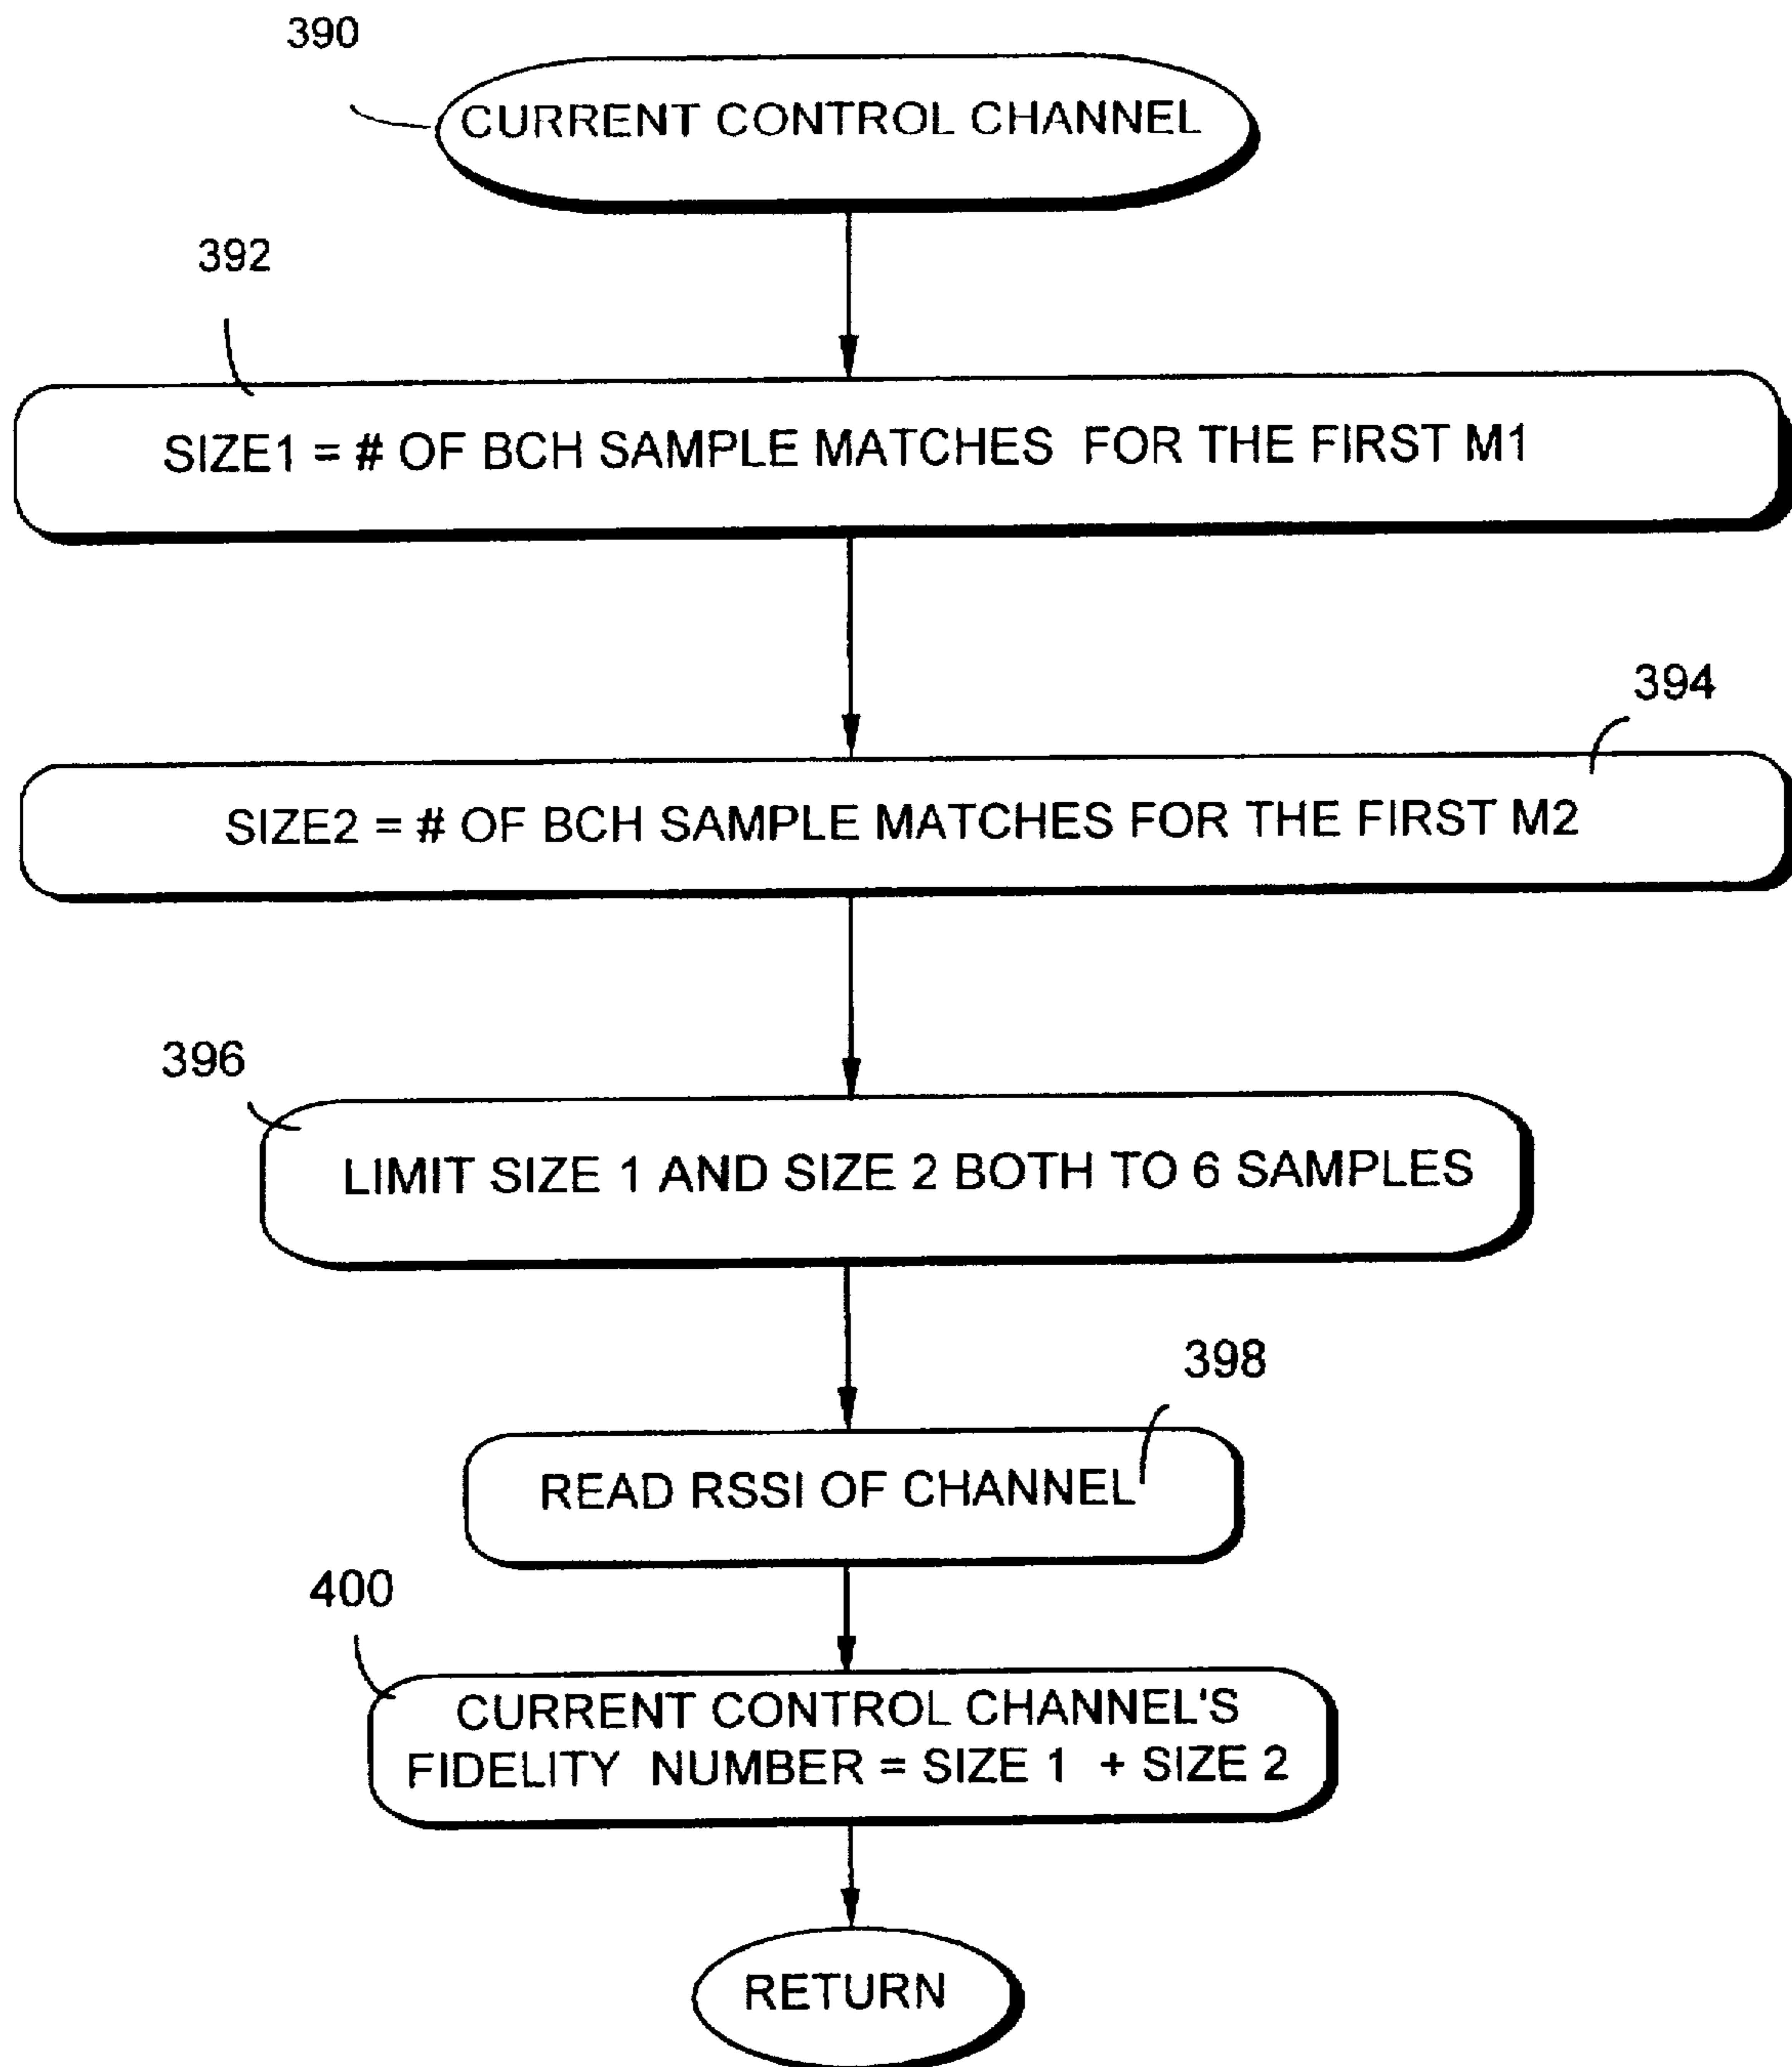 390
CURRENT CONTROL CHANNEL
392
SIZE1 = # OF BCH SAMPLE MATCHES FOR THE FIRST M1
394
SIZE2 = # OF BCH SAMPLE MATCHES FOR THE FIRST M2
396
LIMIT SIZE 1 AND SIZE 2 BOTH TO 6 SAMPLES
398
READ RSSI OF CHANNEL
400
CURRENT CONTROL CHANNEL'S
FIDELITY NUMBER = SIZE 1 + SIZE 2
RETURN